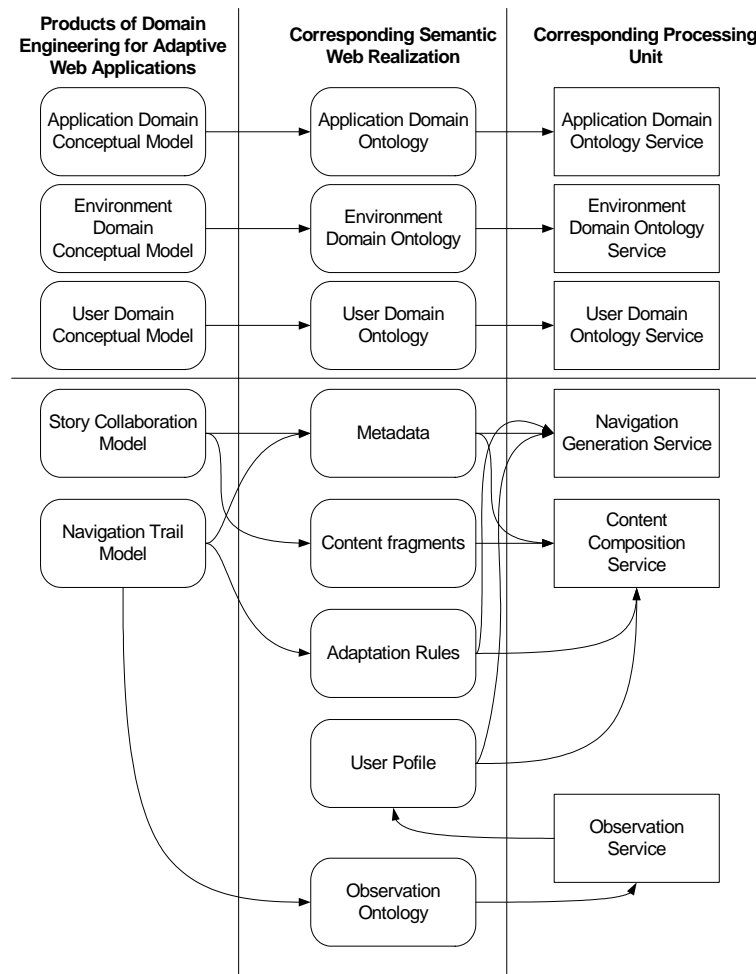 Products of Domain
Engineering for Adaptive
Web Applications
Corresponding Semantic
Web Realization
Corresponding Processing
Unit
Application Domain
Conceptual Model
Application Domain
Ontology
Application Domain
Ontology Service
Environment
Domain
Conceptual Model
Environment
Domain Ontology
Environment
Domain Ontology
Service
User Domain
Conceptual Model
User Domain
Ontology
User Domain
Ontology Service
Story Collaboration
Model
Metadata
Navigation
Generation Service
Navigation Trail
Model
Content fragments
Content
Composition
Service
Adaptation Rules
User Pofile
Observation
Service
Observation
Ontology